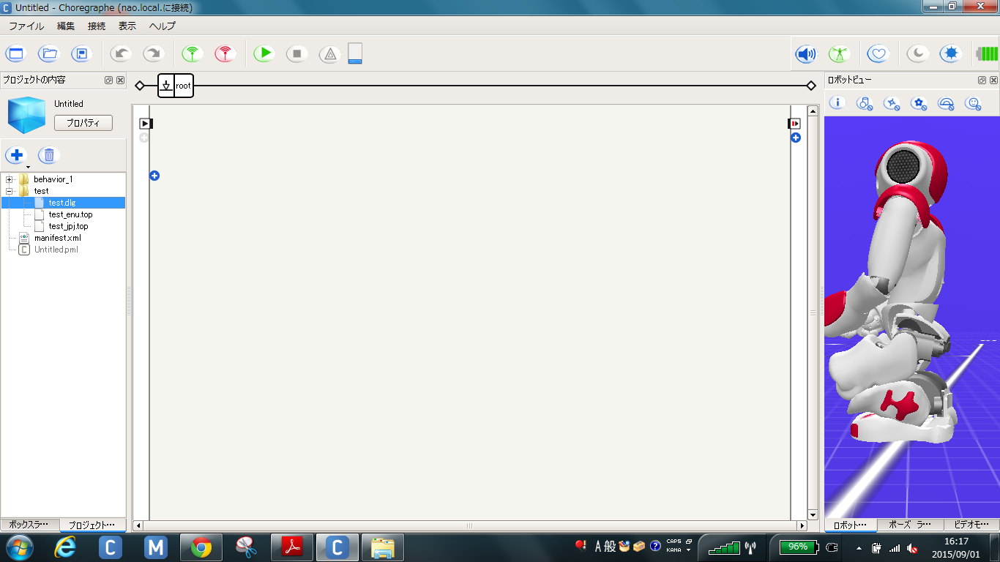 Untitled - Choregraphe (nao.local.に接続)
ファイル 編集 接続 表示 ヘルプ
プロジェクトの内容
Untitled
プロパティ
behavior_1
test
test.dlg
test_enu.top
test_jpj.top
manifest.xml
Untitled.pml
ボックスラ… プロジェクト…
root
ロボットビュー
ロボット… ポーズ ラ… ビデオモ…
A 般 CAPS KANA
96%
16:17
2015/09/01